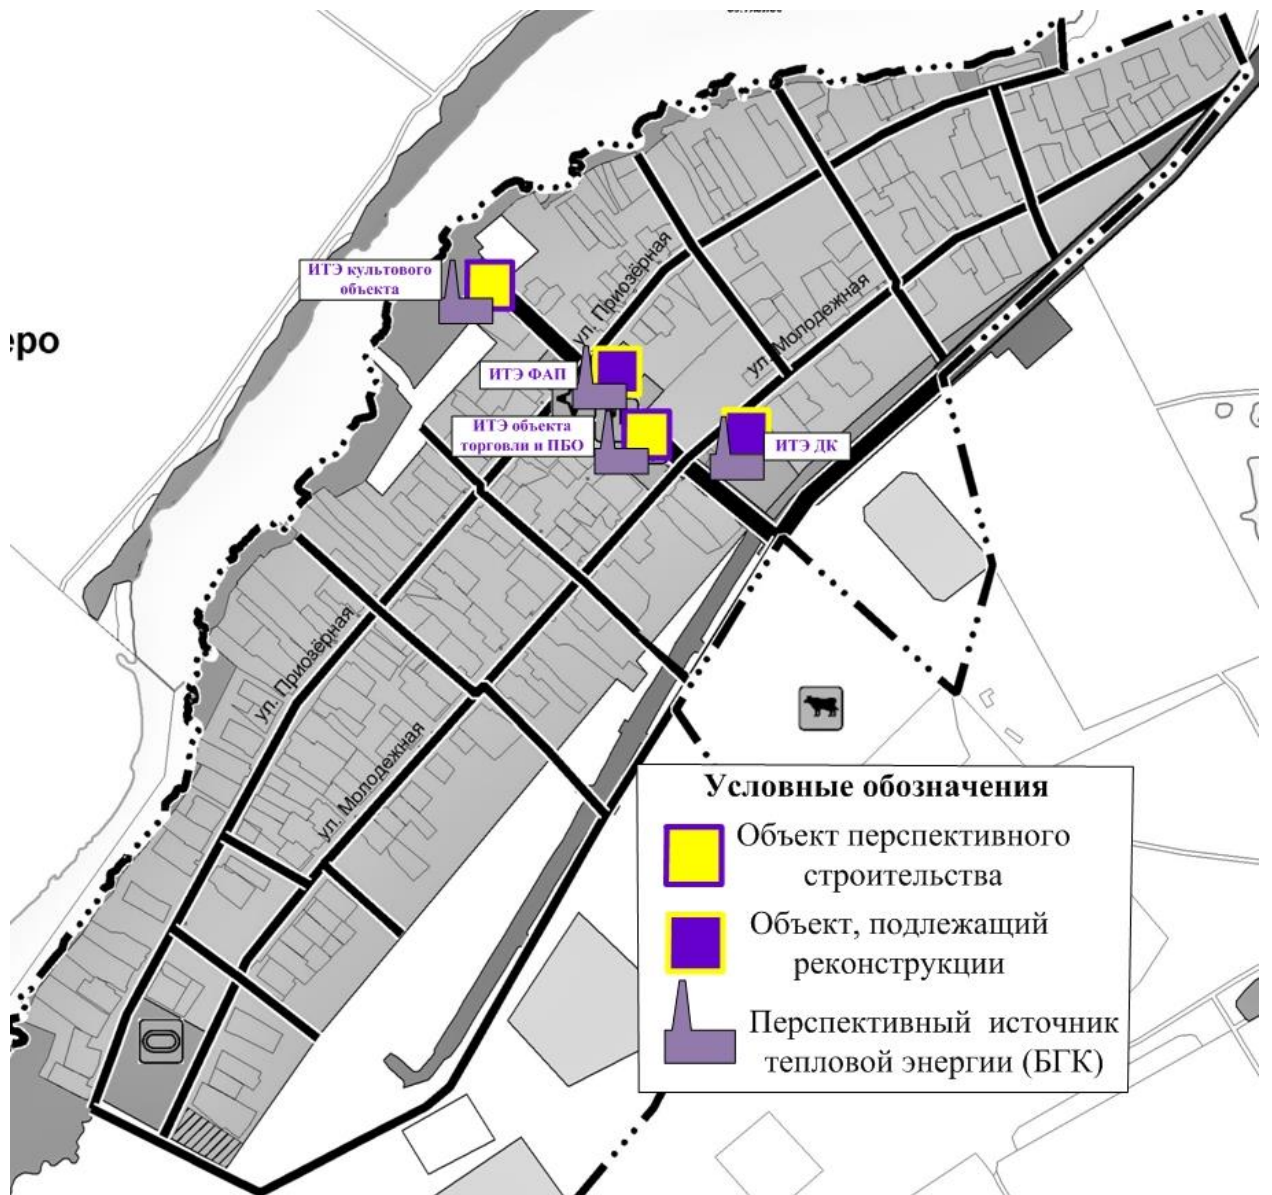 ИТЭ культового
объекта
ул. Приозёрная
еро
ул. Молодежная
ИТЭ ФАП
ИТЭ объекта
торговли и ПБО
ИТЭ ДК
ул. Приозёрная
ул. Молодежная
Условные обозначения
Объект перспективного
строительства
Объект, подлежащий
реконструкции
Перспективный источник
тепловой энергии (БГК)